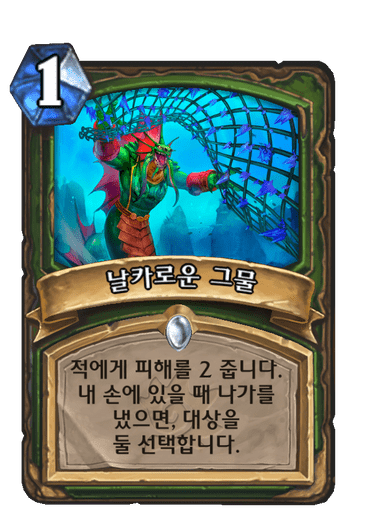 1
날카로운 그물
적에게 피해를 2 줍니다.
내 손에 있을 때 나가를
냈으면, 대상을
둘 선택합니다.